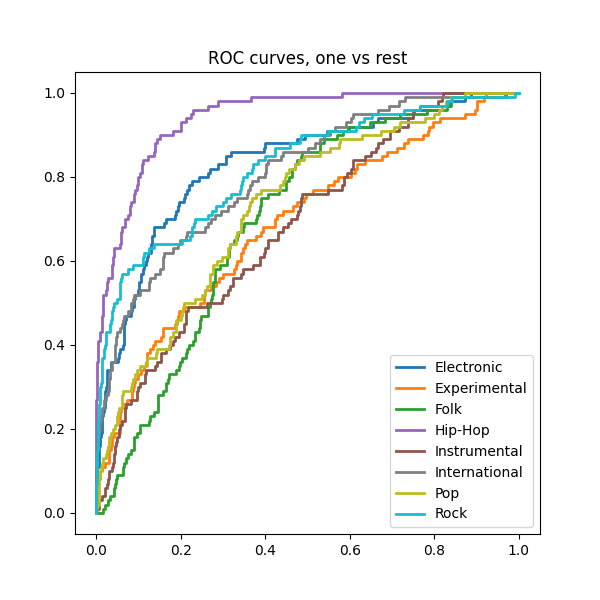 ROC curves, one vs rest
1.0
0.8
0.6
0.4
0.2
0.0
Electronic
Experimental
Folk
Hip-Hop
Instrumental
International
Pop
Rock
0.0 0.2 0.4 0.6 0.8 1.0